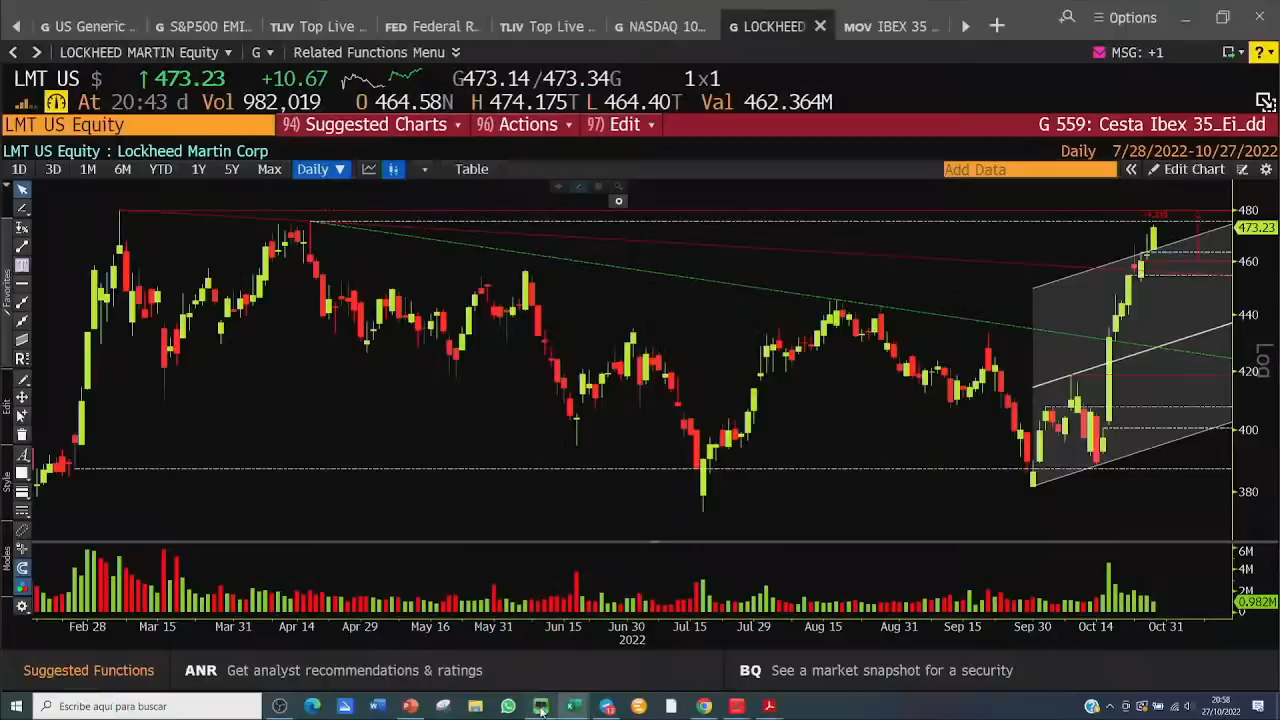 US Generic ... S&P500 EMI... TLIV Top Live ... FED Federal R... TLIV Top Live ... G NASDAQ 10... G LOCKHEED MOV IBEX 35 ... Options
LOCKHEED MARTIN Equity G Related Functions Menu MSG: +1
LMT US $ ↑473.23 +10.67 G473.14/473.34G 1x1
At 20:43 d Vol 982,019 O 464.58N H 474.175T L 464.40T Val 462.364M
LMT US Equity 94) Suggested Charts 96) Actions 97) Edit G 559: Cesta Ibex 35_Ei_dd
LMT US Equity : Lockheed Martin Corp Daily 7/28/2022-10/27/2022
1D 3D 1M 6M YTD 1Y 5Y Max Daily ▼ Table Add Data « Edit Chart
480
473.23
460
440
420
400
380
Log
Favorites
Edit
Style
Modes
6M
4M
2M
0.982M
0
Feb 28 Mar 15 Mar 31 Apr 14 Apr 29 May 16 May 31 Jun 15 Jun 30 Jul 15 Jul 29 Aug 15 Aug 31 Sep 15 Sep 30 Oct 14 Oct 31
2022
Suggested Functions ANR Get analyst recommendations & ratings BQ See a market snapshot for a security
Escribe aquí para buscar
20:58
27/10/2022